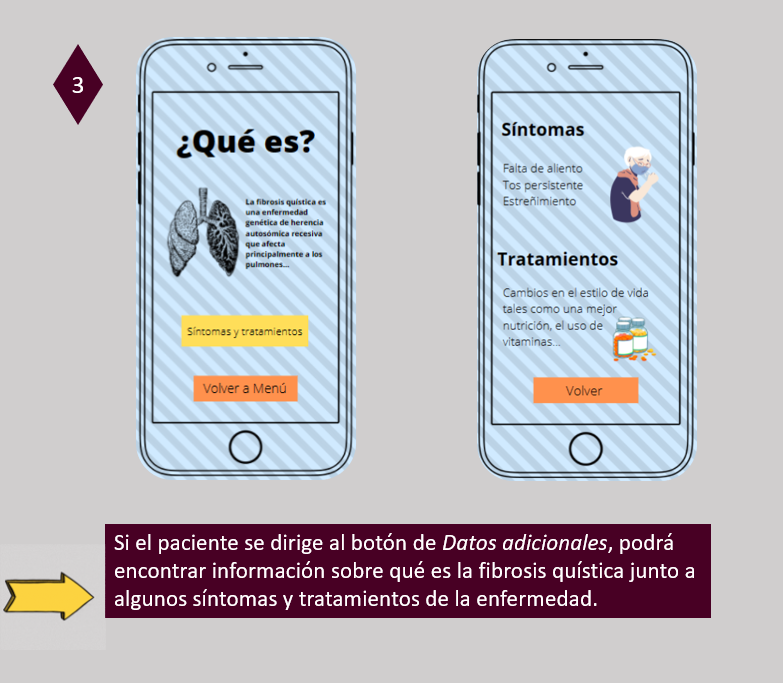 3
¿Qué es?
La fibrosis quística es
una enfermedad
genética de herencia
autosómica recesiva
que afecta
principalmente a los
pulmones...
Síntomas y tratamientos
Volver a Menú
Síntomas
Falta de aliento
Tos persistente
Estreñimiento
Tratamientos
Cambios en el estilo de vida
tales como una mejor
nutrición, el uso de
vitaminas...
Volver
Si el paciente se dirige al botón de Datos adicionales, podrá
encontrar información sobre qué es la fibrosis quística junto a
algunos síntomas y tratamientos de la enfermedad.